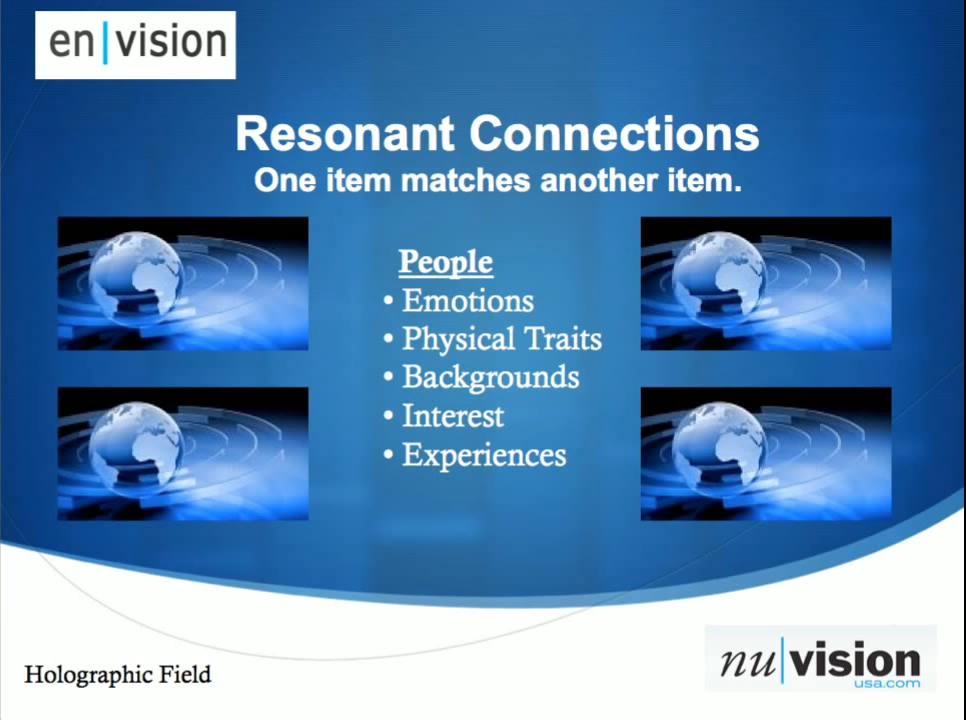 en|vision
Resonant Connections
One item matches another item.
People
• Emotions
• Physical Traits
• Backgrounds
• Interest
• Experiences
Holographic Field
nu|vision
usa.com